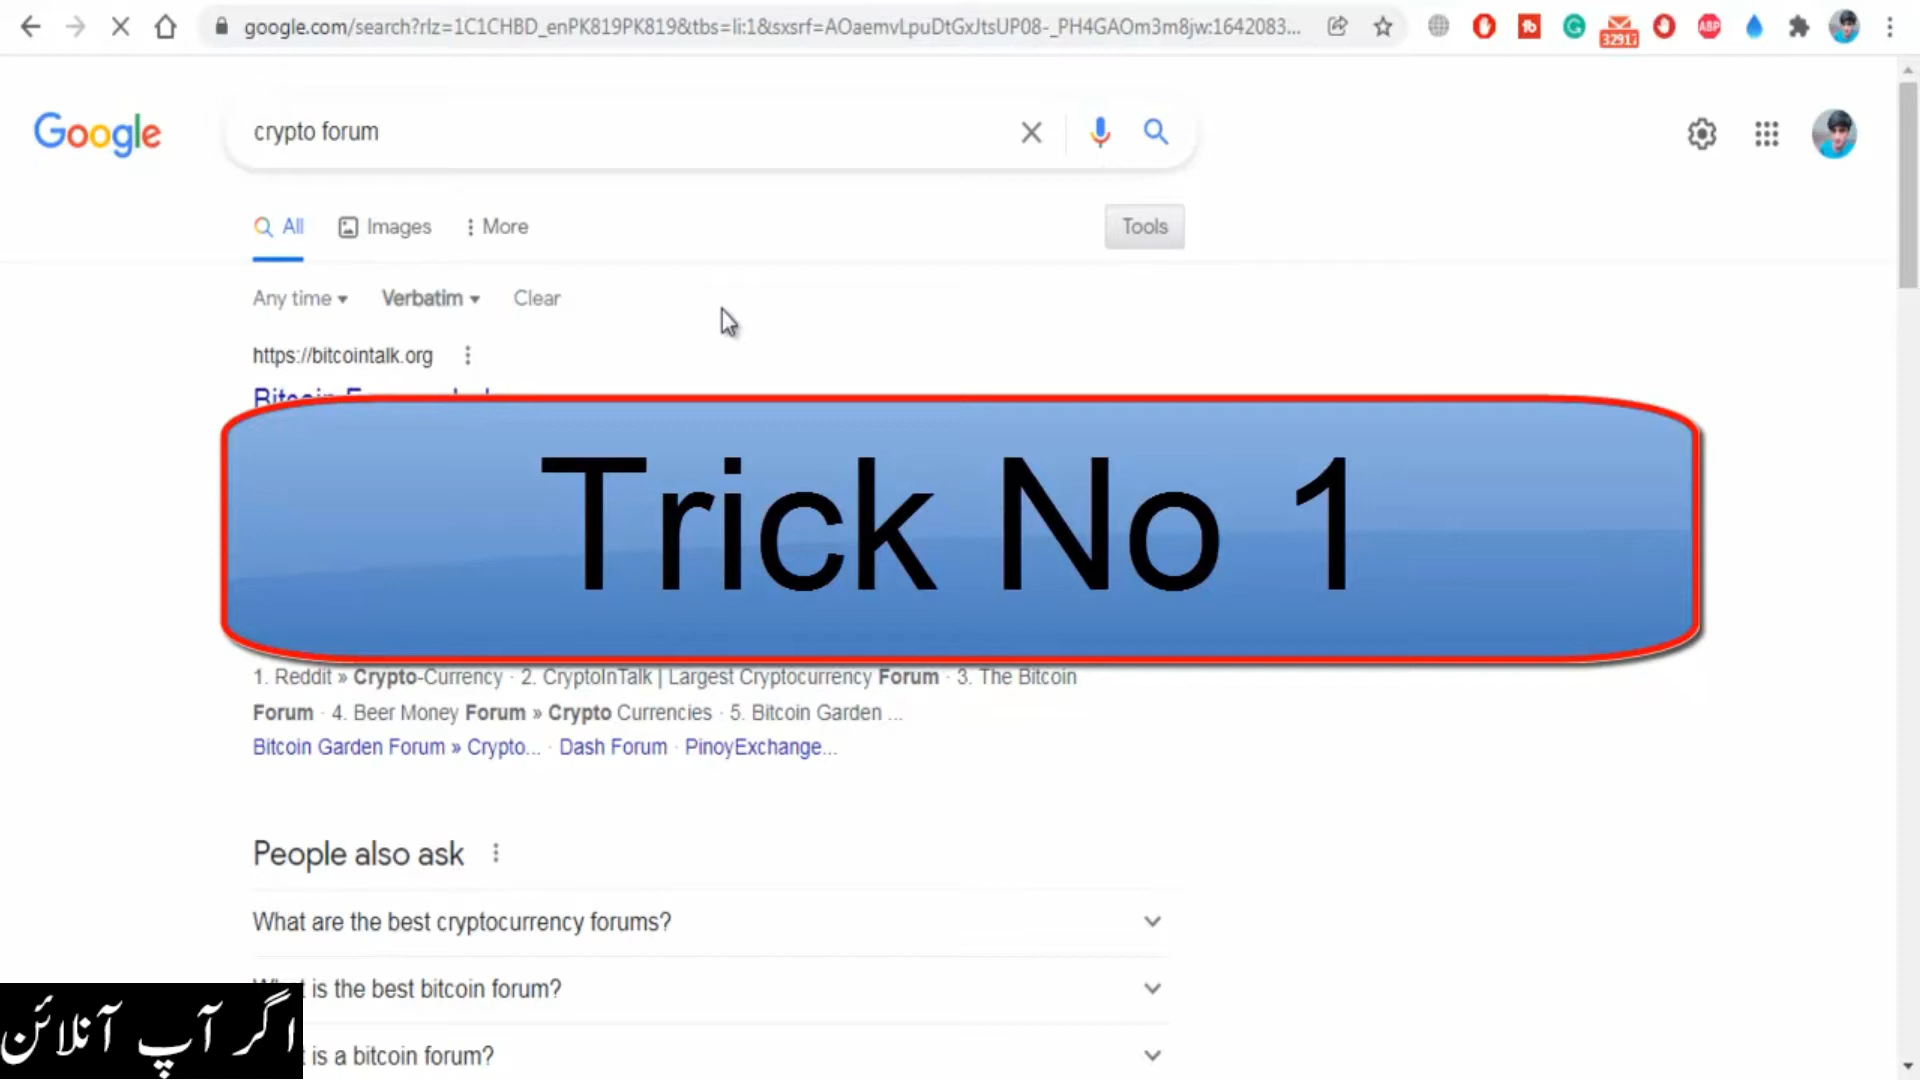 google.com/search?rlz=1C1CHBD_enPK819PK819&tbs=li:1&sxsrf=AOaemvLpuDtGxJtsUP08-_PH4GAOm3m8jw:1642083...
32917
ABP
Google
crypto forum
All Images More
Tools
Any time Verbatim Clear
https://bitcointalk.org
Trick No 1
1. Reddit » Crypto-Currency · 2. CryptoInTalk | Largest Cryptocurrency Forum · 3. The Bitcoin
Forum · 4. Beer Money Forum » Crypto Currencies · 5. Bitcoin Garden ...
Bitcoin Garden Forum » Crypto... · Dash Forum · PinoyExchange...
People also ask
What are the best cryptocurrency forums?
is the best bitcoin forum?
is a bitcoin forum?
اگر آپ آنلائن